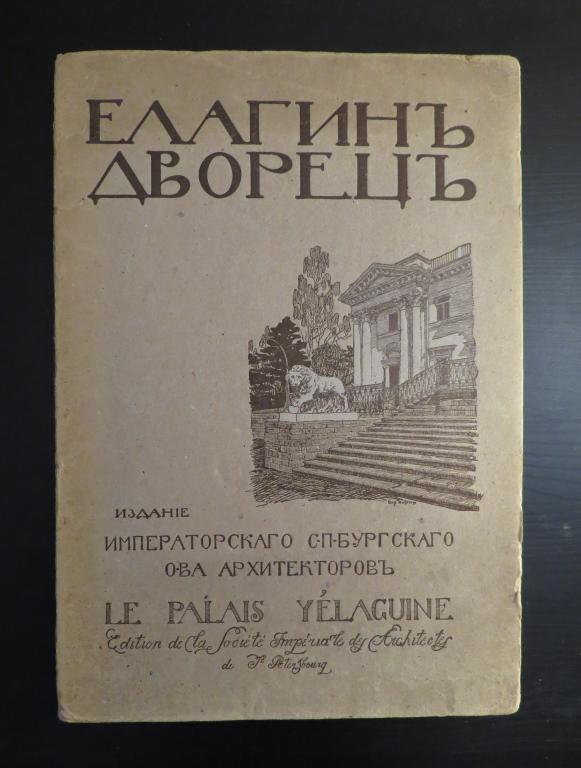 ЕЛАГИНЪ
ДВОРЕЦЪ
ИЗДАНІЕ
ИМПЕРАТОРСКАГО С·П·БУРГСКАГО
О·ВА АРХИТЕКТОРОВЪ
LE PALAIS YÉLAGUINE
Edition de la Société Impériale des Architectes
de St Petersbourg